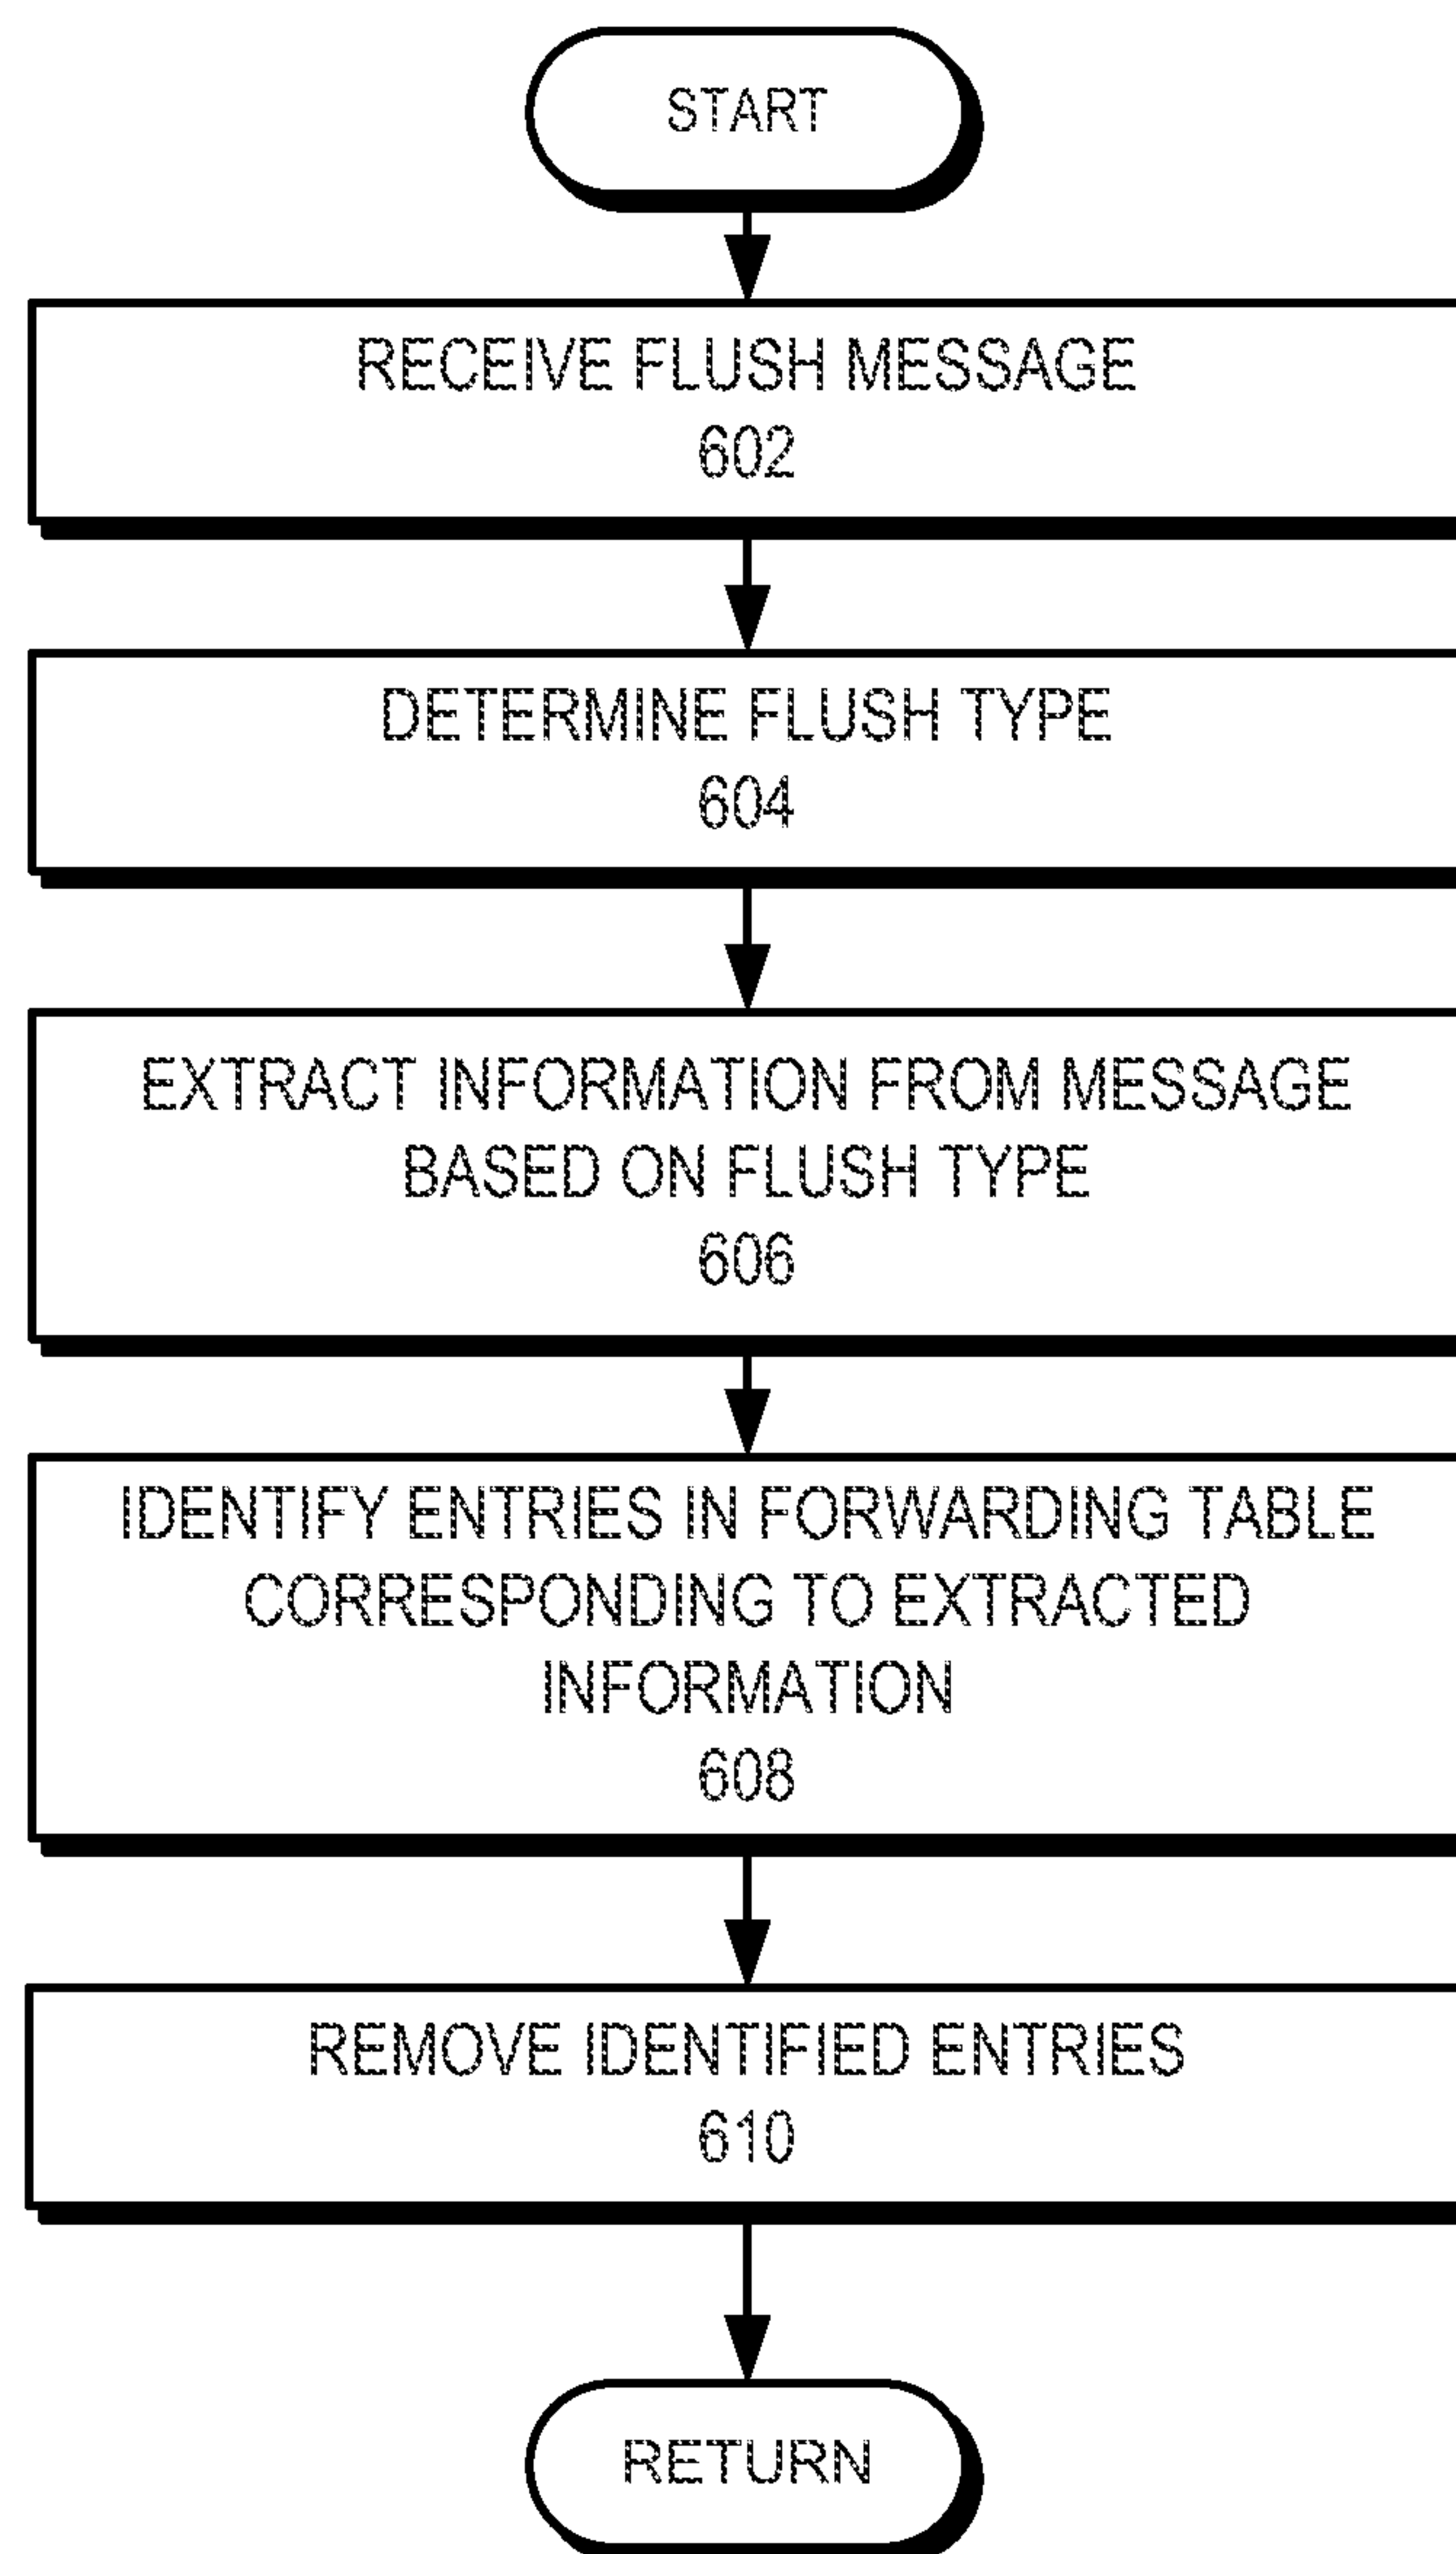 START
RECEIVE FLUSH MESSAGE
602
DETERMINE FLUSH TYPE
604
EXTRACT INFORMATION FROM MESSAGE
BASED ON FLUSH TYPE
606
IDENTIFY ENTRIES IN FORWARDING TABLE
CORRESPONDING TO EXTRACTED
INFORMATION
608
REMOVE IDENTIFIED ENTRIES
610
RETURN